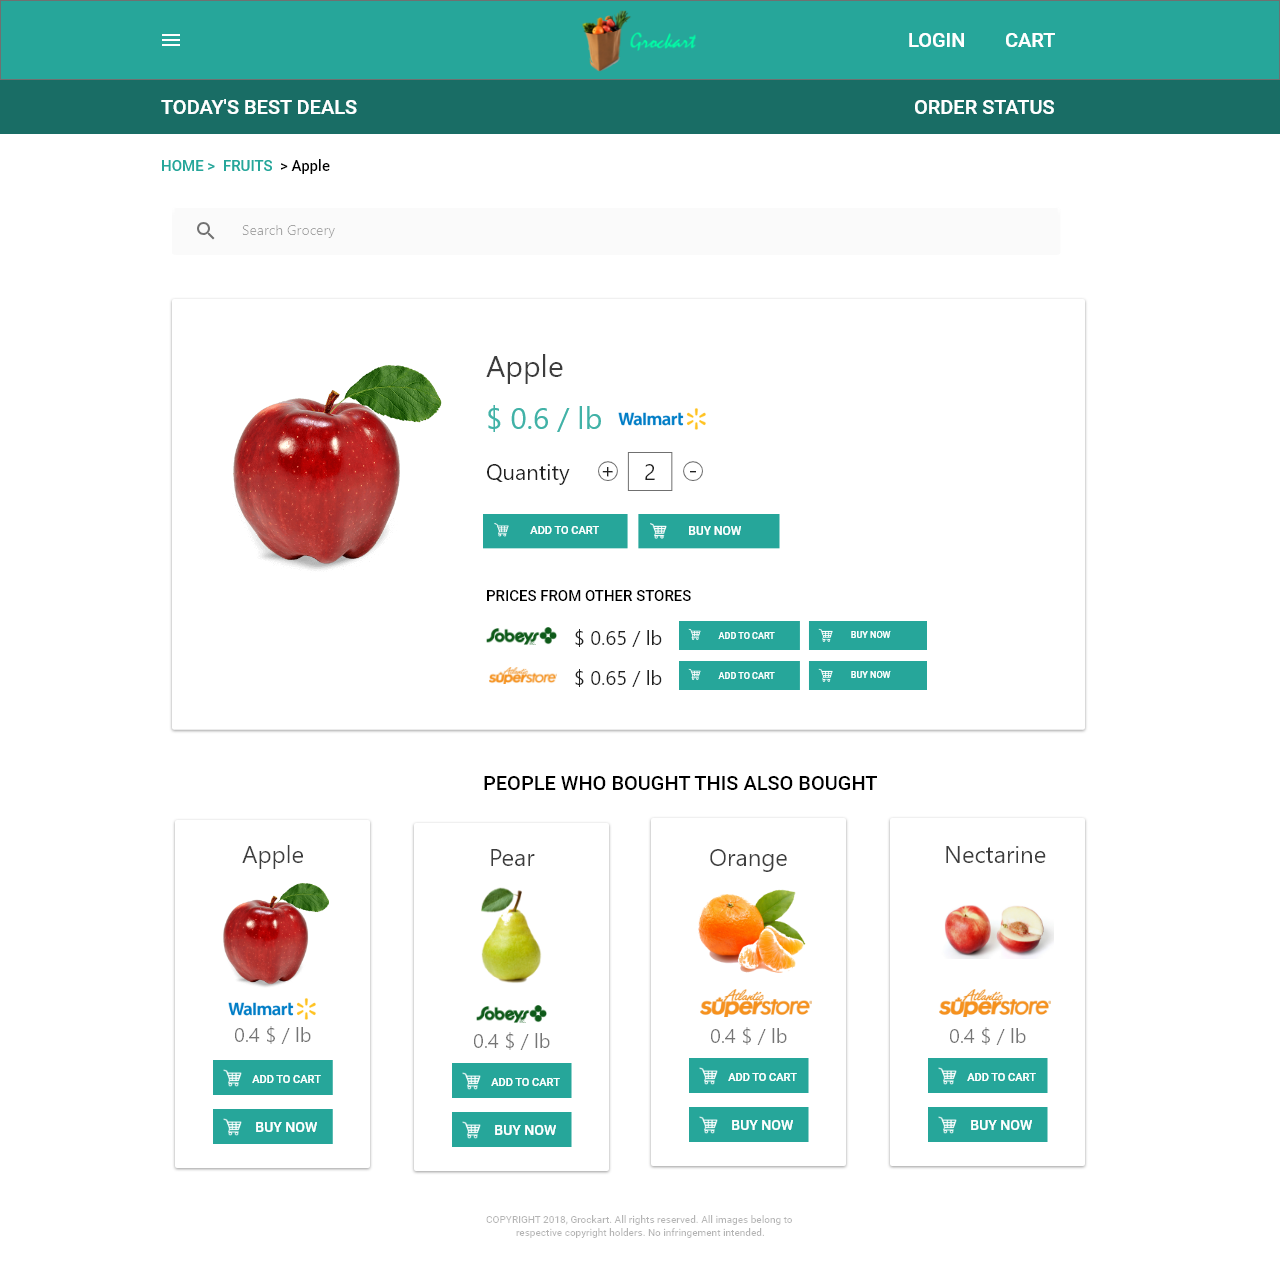 Grockart
LOGIN CART
TODAY'S BEST DEALS ORDER STATUS
HOME > FRUITS > Apple
Search Grocery
Apple
$ 0.6 / lb Walmart
Quantity + 2 -
ADD TO CART BUY NOW
PRICES FROM OTHER STORES
Sobeys $ 0.65 / lb ADD TO CART BUY NOW
Atlantic superstore $ 0.65 / lb ADD TO CART BUY NOW
PEOPLE WHO BOUGHT THIS ALSO BOUGHT
Apple
Walmart
0.4 $ / lb
ADD TO CART
BUY NOW
Pear
Sobeys
0.4 $ / lb
ADD TO CART
BUY NOW
Orange
Atlantic
superstore
0.4 $ / lb
ADD TO CART
BUY NOW
Nectarine
Atlantic
superstore
0.4 $ / lb
ADD TO CART
BUY NOW
COPYRIGHT 2018, Grockart. All rights reserved. All images belong to
respective copyright holders. No infringement intended.